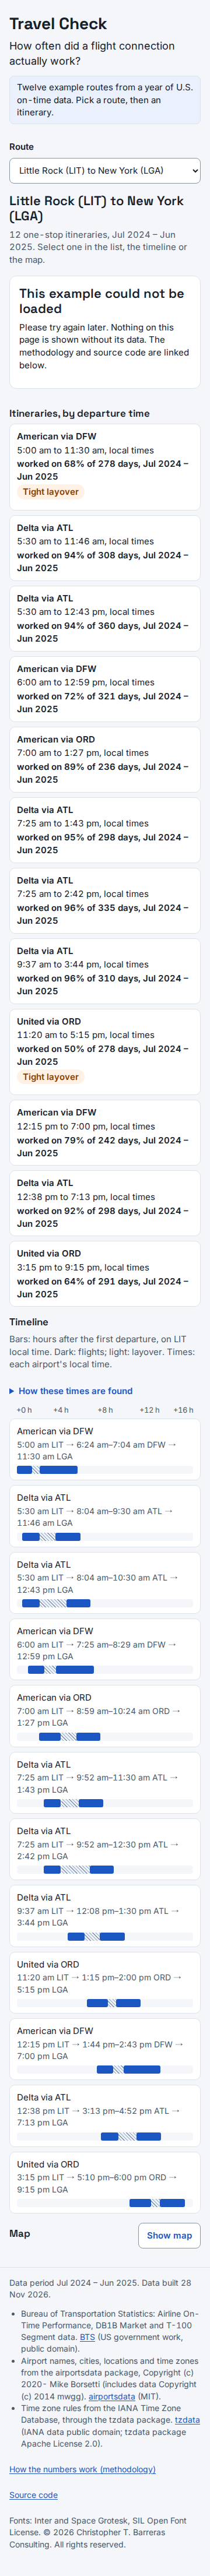 Travel Check
How often did a flight connection
actually work?
Twelve example routes from a year of U.S.
on-time data. Pick a route, then an
itinerary.
Route
Little Rock (LIT) to New York (LGA)
Little Rock (LIT) to New York
(LGA)
12 one-stop itineraries, Jul 2024 – Jun
2025. Select one in the list, the timeline or
the map.
This example could not be
loaded
Please try again later. Nothing on this
page is shown without its data. The
methodology and source code are linked
below.
Itineraries, by departure time
American via DFW
5:00 am to 11:30 am, local times
worked on 68% of 278 days, Jul 2024 –
Jun 2025
Tight layover
Delta via ATL
5:30 am to 11:46 am, local times
worked on 94% of 308 days, Jul 2024 –
Jun 2025
Delta via ATL
5:30 am to 12:43 pm, local times
worked on 94% of 360 days, Jul 2024 –
Jun 2025
American via DFW
6:00 am to 12:59 pm, local times
worked on 72% of 321 days, Jul 2024 –
Jun 2025
American via ORD
7:00 am to 1:27 pm, local times
worked on 89% of 236 days, Jul 2024 –
Jun 2025
Delta via ATL
7:25 am to 1:43 pm, local times
worked on 95% of 298 days, Jul 2024 –
Jun 2025
Delta via ATL
7:25 am to 2:42 pm, local times
worked on 96% of 335 days, Jul 2024 –
Jun 2025
Delta via ATL
9:37 am to 3:44 pm, local times
worked on 96% of 310 days, Jul 2024 –
Jun 2025
United via ORD
11:20 am to 5:15 pm, local times
worked on 50% of 278 days, Jul 2024 –
Jun 2025
Tight layover
American via DFW
12:15 pm to 7:00 pm, local times
worked on 79% of 242 days, Jul 2024 –
Jun 2025
Delta via ATL
12:38 pm to 7:13 pm, local times
worked on 92% of 298 days, Jul 2024 –
Jun 2025
United via ORD
3:15 pm to 9:15 pm, local times
worked on 64% of 291 days, Jul 2024 –
Jun 2025
Timeline
Bars: hours after the first departure, on LIT
local time. Dark: flights; light: layover. Times:
each airport's local time.
▶ How these times are found
+0 h +4 h +8 h +12 h +16 h
American via DFW
5:00 am LIT → 6:24 am–7:04 am DFW →
11:30 am LGA
Delta via ATL
5:30 am LIT → 8:04 am–9:30 am ATL →
11:46 am LGA
Delta via ATL
5:30 am LIT → 8:04 am–10:30 am ATL →
12:43 pm LGA
American via DFW
6:00 am LIT → 7:25 am–8:29 am DFW →
12:59 pm LGA
American via ORD
7:00 am LIT → 8:59 am–10:24 am ORD →
1:27 pm LGA
Delta via ATL
7:25 am LIT → 9:52 am–11:30 am ATL →
1:43 pm LGA
Delta via ATL
7:25 am LIT → 9:52 am–12:30 pm ATL →
2:42 pm LGA
Delta via ATL
9:37 am LIT → 12:08 pm–1:30 pm ATL →
3:44 pm LGA
United via ORD
11:20 am LIT → 1:15 pm–2:00 pm ORD →
5:15 pm LGA
American via DFW
12:15 pm LIT → 1:44 pm–2:43 pm DFW →
7:00 pm LGA
Delta via ATL
12:38 pm LIT → 3:13 pm–4:52 pm ATL →
7:13 pm LGA
United via ORD
3:15 pm LIT → 5:10 pm–6:00 pm ORD →
9:15 pm LGA
Map
Show map
Data period Jul 2024 – Jun 2025. Data built 28
Nov 2026.
• Bureau of Transportation Statistics: Airline On-
Time Performance, DB1B Market and T-100
Segment data. BTS (US government work,
public domain).
• Airport names, cities, locations and time zones
from the airportsdata package, Copyright (c)
2020- Mike Borsetti (includes data Copyright
(c) 2014 mwgg). airportsdata (MIT).
• Time zone rules from the IANA Time Zone
Database, through the tzdata package. tzdata
(IANA data public domain; tzdata package
Apache License 2.0).
How the numbers work (methodology)
Source code
Fonts: Inter and Space Grotesk, SIL Open Font
License. © 2026 Christopher T. Barreras
Consulting. All rights reserved.